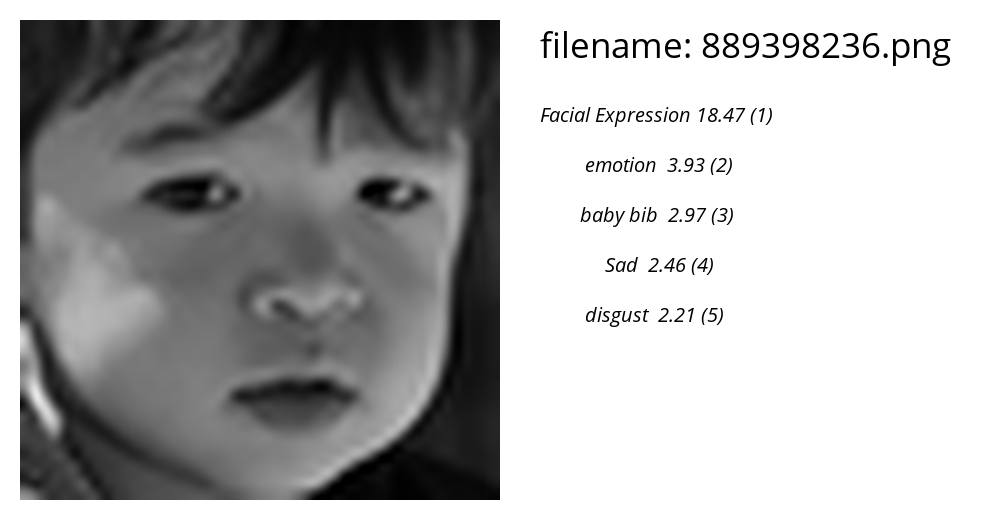 filename: 889398236.png
Facial Expression 18.47 (1)
emotion 3.93 (2)
baby bib 2.97 (3)
Sad 2.46 (4)
disgust 2.21 (5)